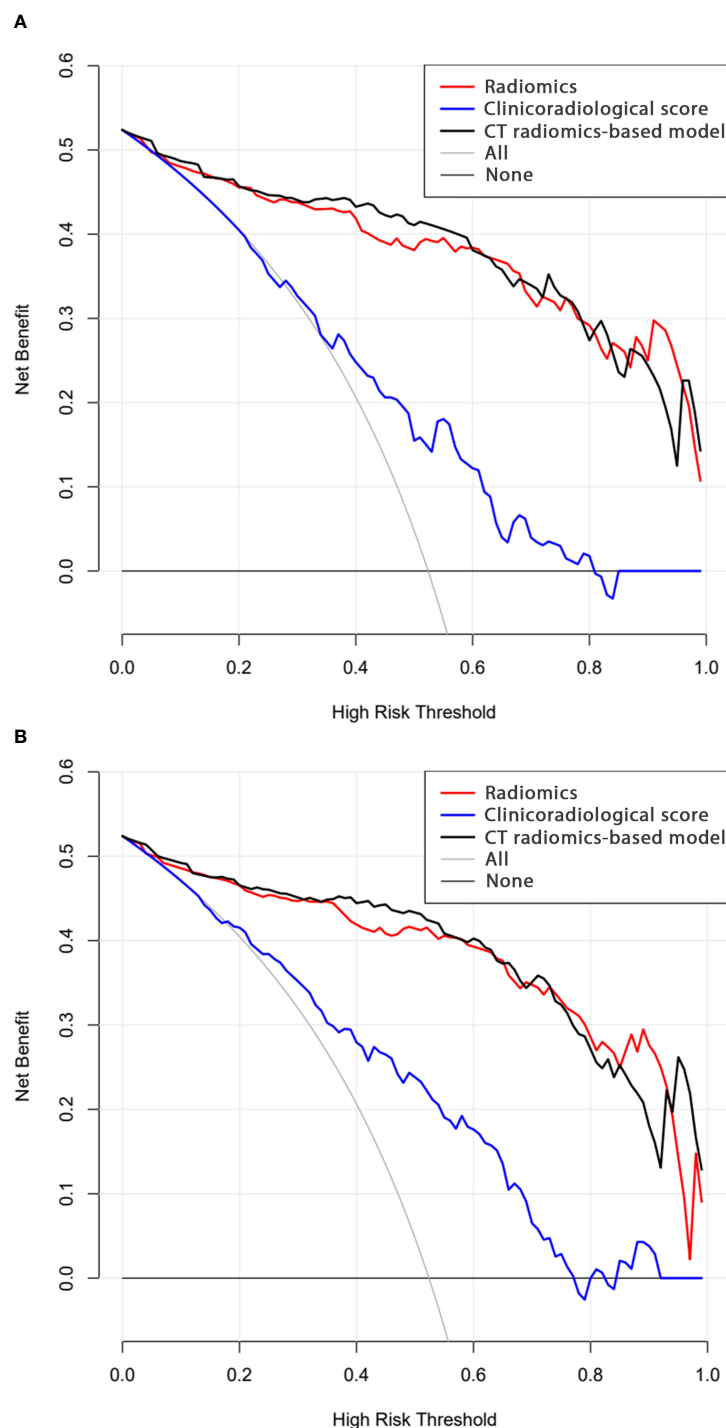 A
0.6
0.5
0.4
0.3
0.2
0.1
0.0
Net Benefit
Radiomics
Clinicoradiological score
CT radiomics-based model
All
None
0.0 0.2 0.4 0.6 0.8 1.0
High Risk Threshold
B
0.6
0.5
0.4
0.3
0.2
0.1
0.0
Net Benefit
Radiomics
Clinicoradiological score
CT radiomics-based model
All
None
0.0 0.2 0.4 0.6 0.8 1.0
High Risk Threshold